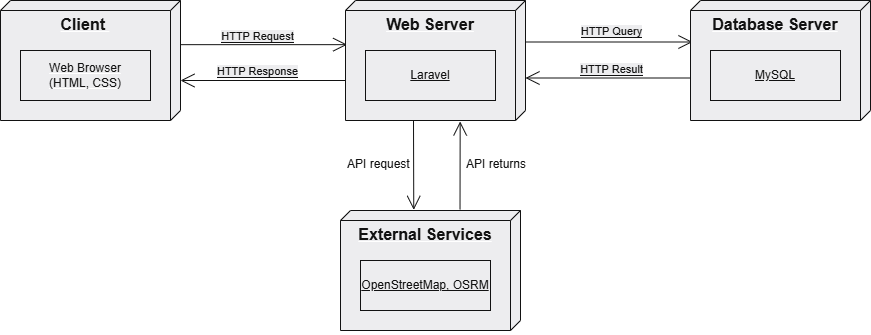 Client
Web Browser
(HTML, CSS)
HTTP Request
HTTP Response
Web Server
Laravel
HTTP Query
HTTP Result
Database Server
MySQL
API request
API returns
External Services
OpenStreetMap, OSRM